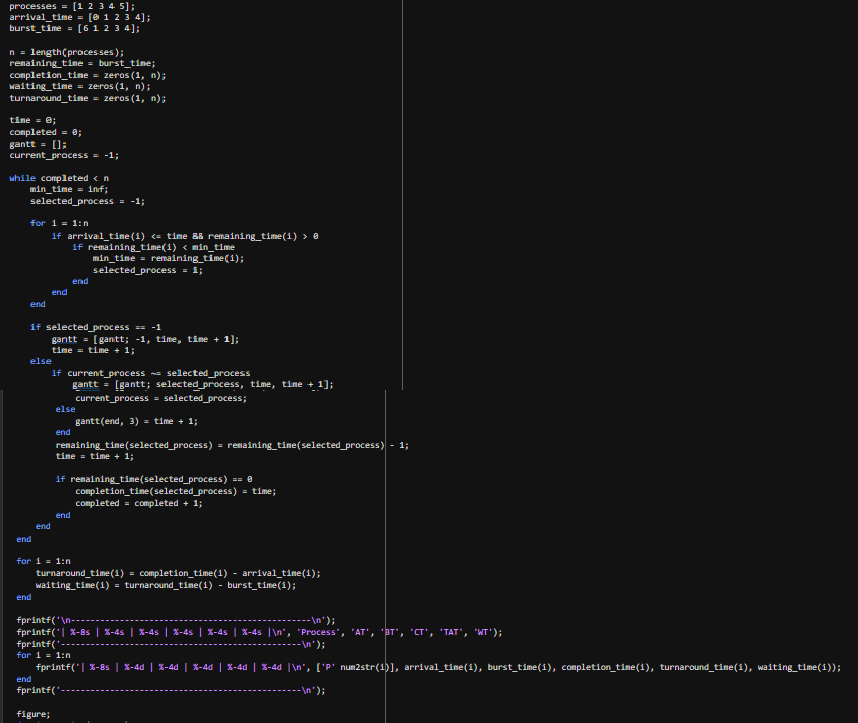 processes = [1 2 3 4 5];
arrival_time = [0 1 2 3 4];
burst_time = [6 1 2 3 4];
n = length(processes);
remaining_time = burst_time;
completion_time = zeros(1, n);
waiting_time = zeros(1, n);
turnaround_time = zeros(1, n);
time = 0;
completed = 0;
gantt = [];
current_process = -1;
while completed < n
    min_time = inf;
    selected_process = -1;
    for i = 1:n
        if arrival_time(i) <= time && remaining_time(i) > 0
            if remaining_time(i) < min_time
                min_time = remaining_time(i);
                selected_process = i;
            end
        end
    end
    if selected_process == -1
        gantt = [gantt; -1, time, time + 1];
        time = time + 1;
    else
        if current_process ~= selected_process
            gantt = [gantt; selected_process, time, time + 1];
            current_process = selected_process;
        else
            gantt(end, 3) = time + 1;
        end
        remaining_time(selected_process) = remaining_time(selected_process) - 1;
        time = time + 1;
        if remaining_time(selected_process) == 0
            completion_time(selected_process) = time;
            completed = completed + 1;
        end
    end
end
for i = 1:n
    turnaround_time(i) = completion_time(i) - arrival_time(i);
    waiting_time(i) = turnaround_time(i) - burst_time(i);
end
fprintf('\n-------------------------------------------------\n');
fprintf('| %-8s | %-4s | %-4s | %-4s | %-4s | %-4s |\n', 'Process', 'AT', 'BT', 'CT', 'TAT', 'WT');
fprintf('-------------------------------------------------\n');
for i = 1:n
    fprintf('| %-8s | %-4d | %-4d | %-4d | %-4d | %-4d |\n', ['P' num2str(i)], arrival_time(i), burst_time(i), completion_time(i), turnaround_time(i), waiting_time(i));
end
fprintf('-------------------------------------------------\n');
figure;